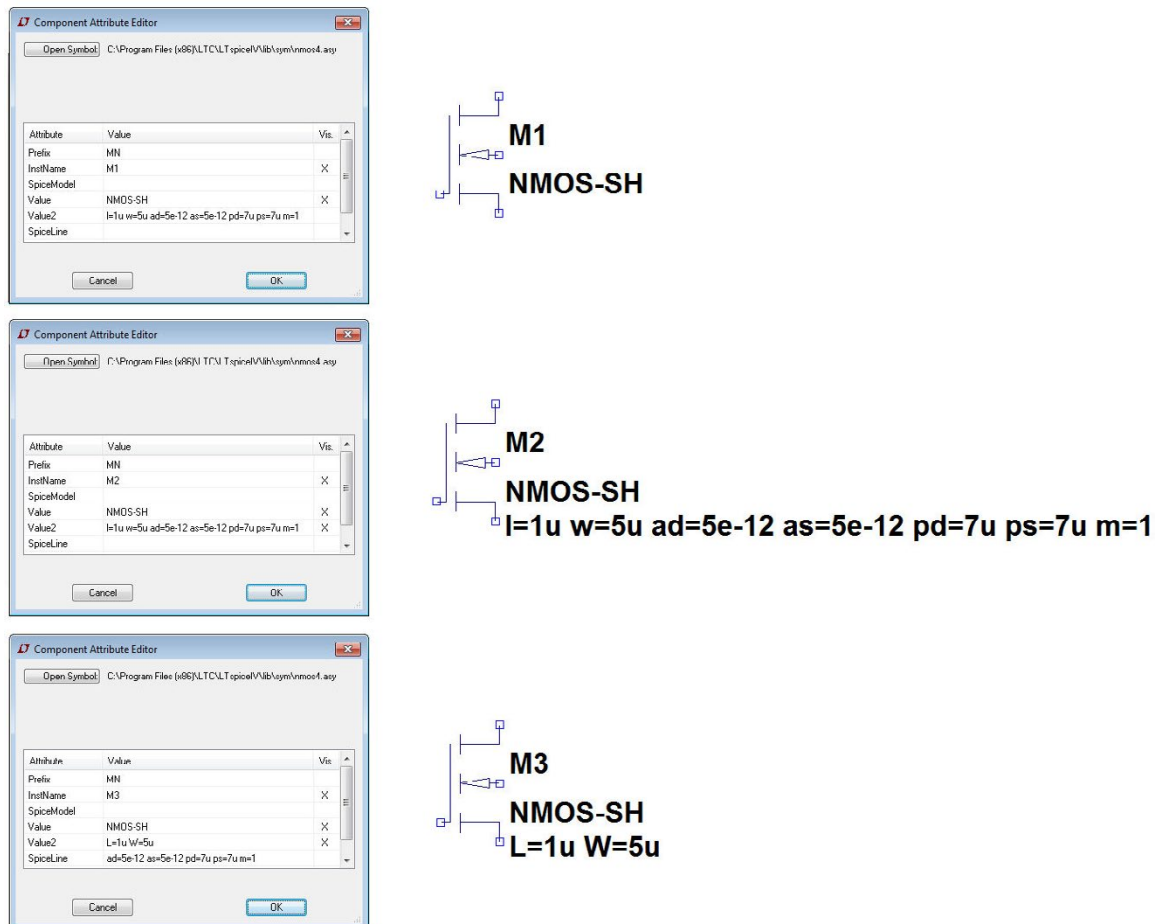 Component Attribute Editor
Open Symbol: C:\Program Files (x86)\LTC\LTspiceIV\lib\sym\nmos4.asy
Attribute Value Vis.
Prefix MN
InstName M1 X
SpiceModel
Value NMOS-SH X
Value2 l=1u w=5u ad=5e-12 as=5e-12 pd=7u ps=7u m=1
SpiceLine
Cancel OK
M1
NMOS-SH
Component Attribute Editor
Open Symbol: C:\Program Files (x86)\LTC\LTspiceIV\lib\sym\nmos4.asy
Attribute Value Vis.
Prefix MN
InstName M2 X
SpiceModel
Value NMOS-SH X
Value2 l=1u w=5u ad=5e-12 as=5e-12 pd=7u ps=7u m=1 X
SpiceLine
Cancel OK
M2
NMOS-SH
l=1u w=5u ad=5e-12 as=5e-12 pd=7u ps=7u m=1
Component Attribute Editor
Open Symbol: C:\Program Files (x86)\LTC\LTspiceIV\lib\sym\nmos4.asy
Attribute Value Vis.
Prefix MN
InstName M3 X
SpiceModel
Value NMOS-SH X
Value2 L=1u W=5u X
SpiceLine ad=5e-12 as=5e-12 pd=7u ps=7u m=1
Cancel OK
M3
NMOS-SH
L=1u W=5u